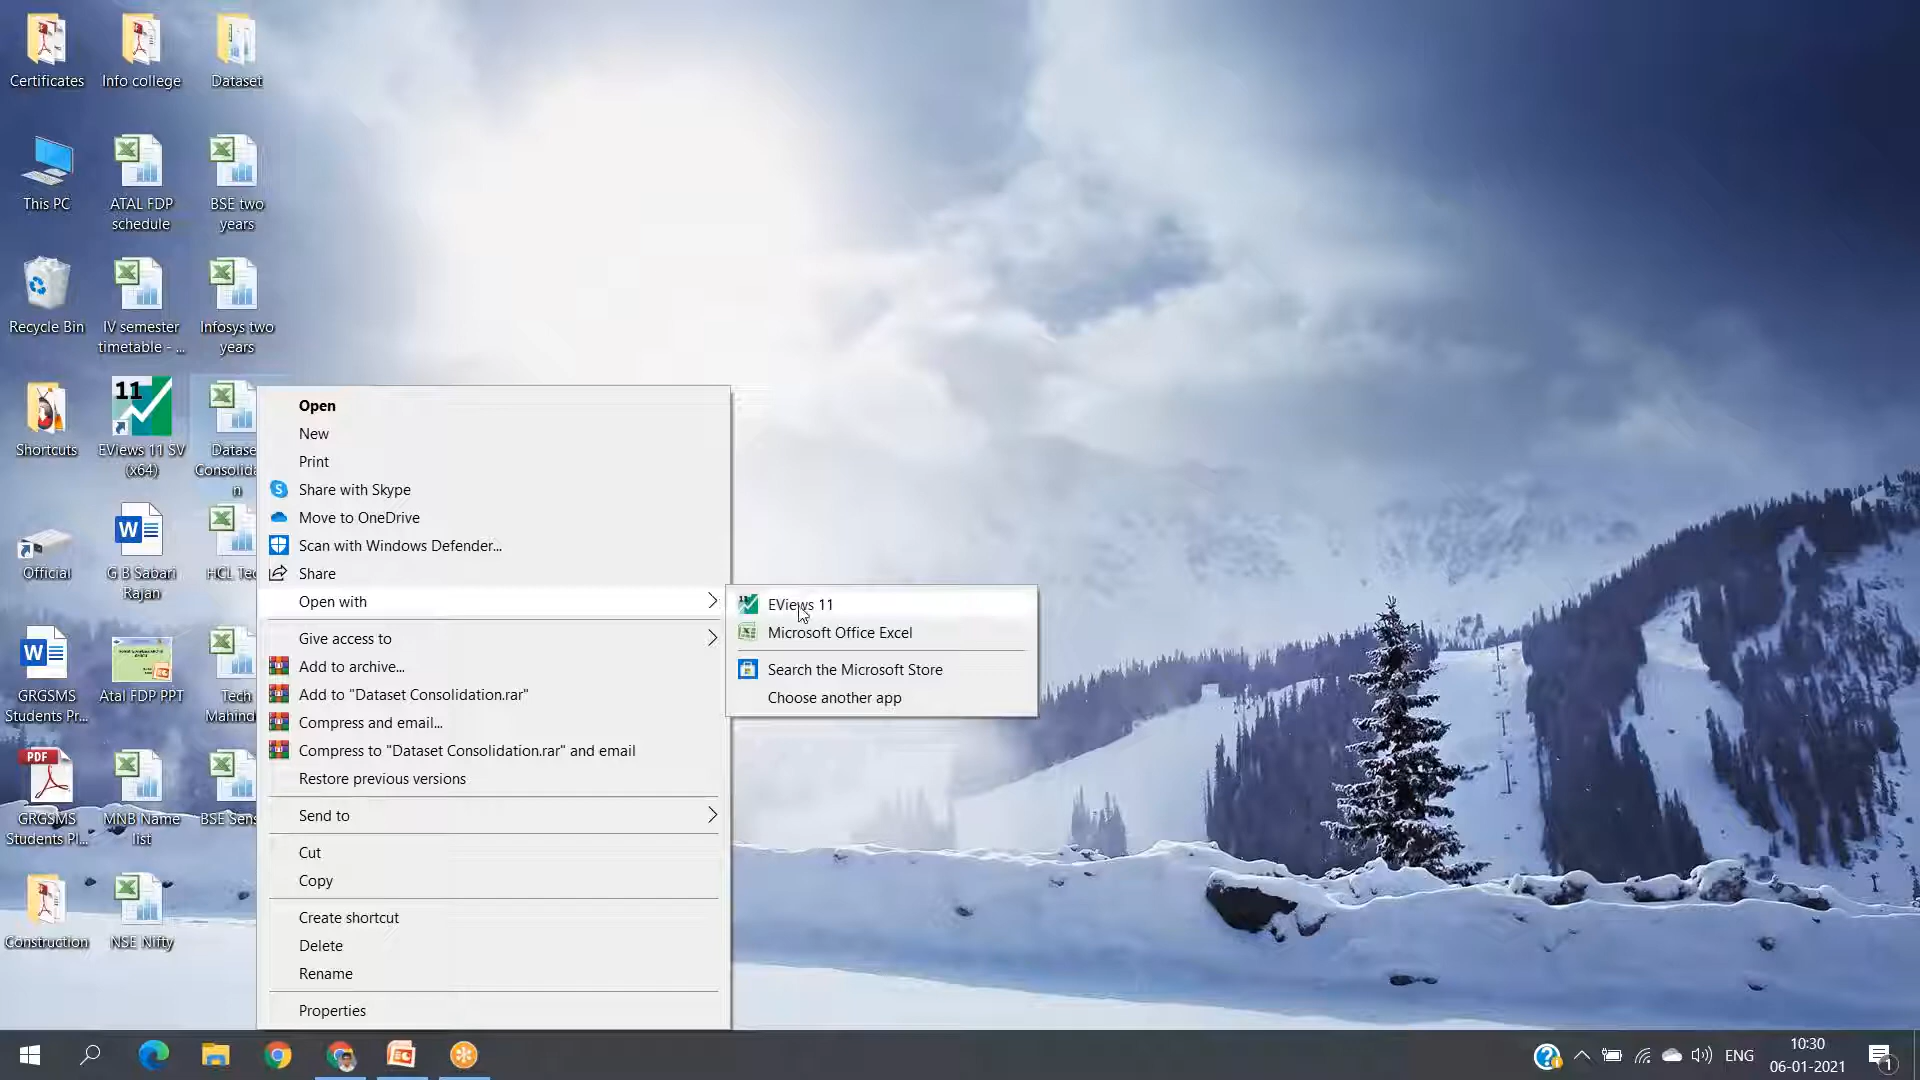 Certificates
Info college
Dataset
This PC
ATAL FDP
schedule
BSE two
years
Recycle Bin
IV semester
timetable - ...
Infosys two
years
Shortcuts
EViews 11 SV
(x64)
Datase
Consolida
n
Official
G B Sabari
Rajan
HCL Tec
GRGSMS
Students Pr...
Atal FDP PPT
Tech
Mahind
GRGSMS
Students Pl...
MNB Name
list
BSE Sens
Construction
NSE Nifty
11
PDF
Open
New
Print
Share with Skype
Move to OneDrive
Scan with Windows Defender...
Share
Open with
Give access to
Add to archive...
Add to "Dataset Consolidation.rar"
Compress and email...
Compress to "Dataset Consolidation.rar" and email
Restore previous versions
Send to
Cut
Copy
Create shortcut
Delete
Rename
Properties
EViews 11
Microsoft Office Excel
Search the Microsoft Store
Choose another app
ENG
10:30
06-01-2021
1